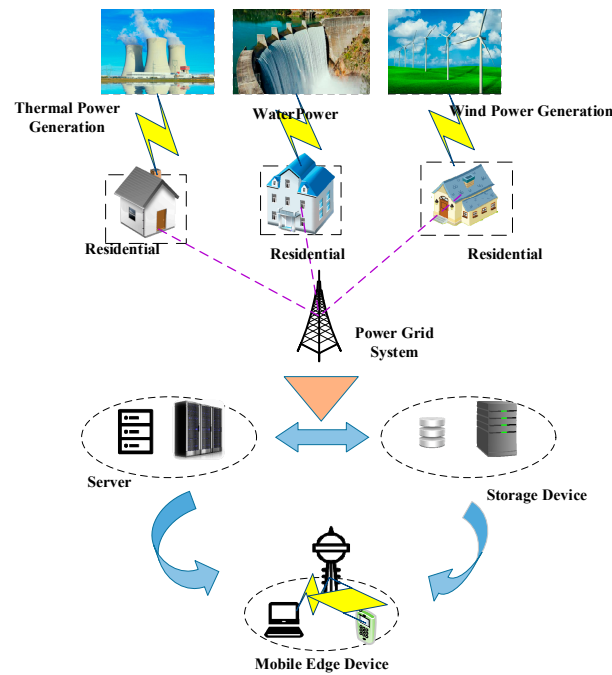 Thermal Power
Generation
WaterPower
Wind Power Generation
Residential
Residential
Residential
Power Grid
System
Server
Storage Device
Mobile Edge Device